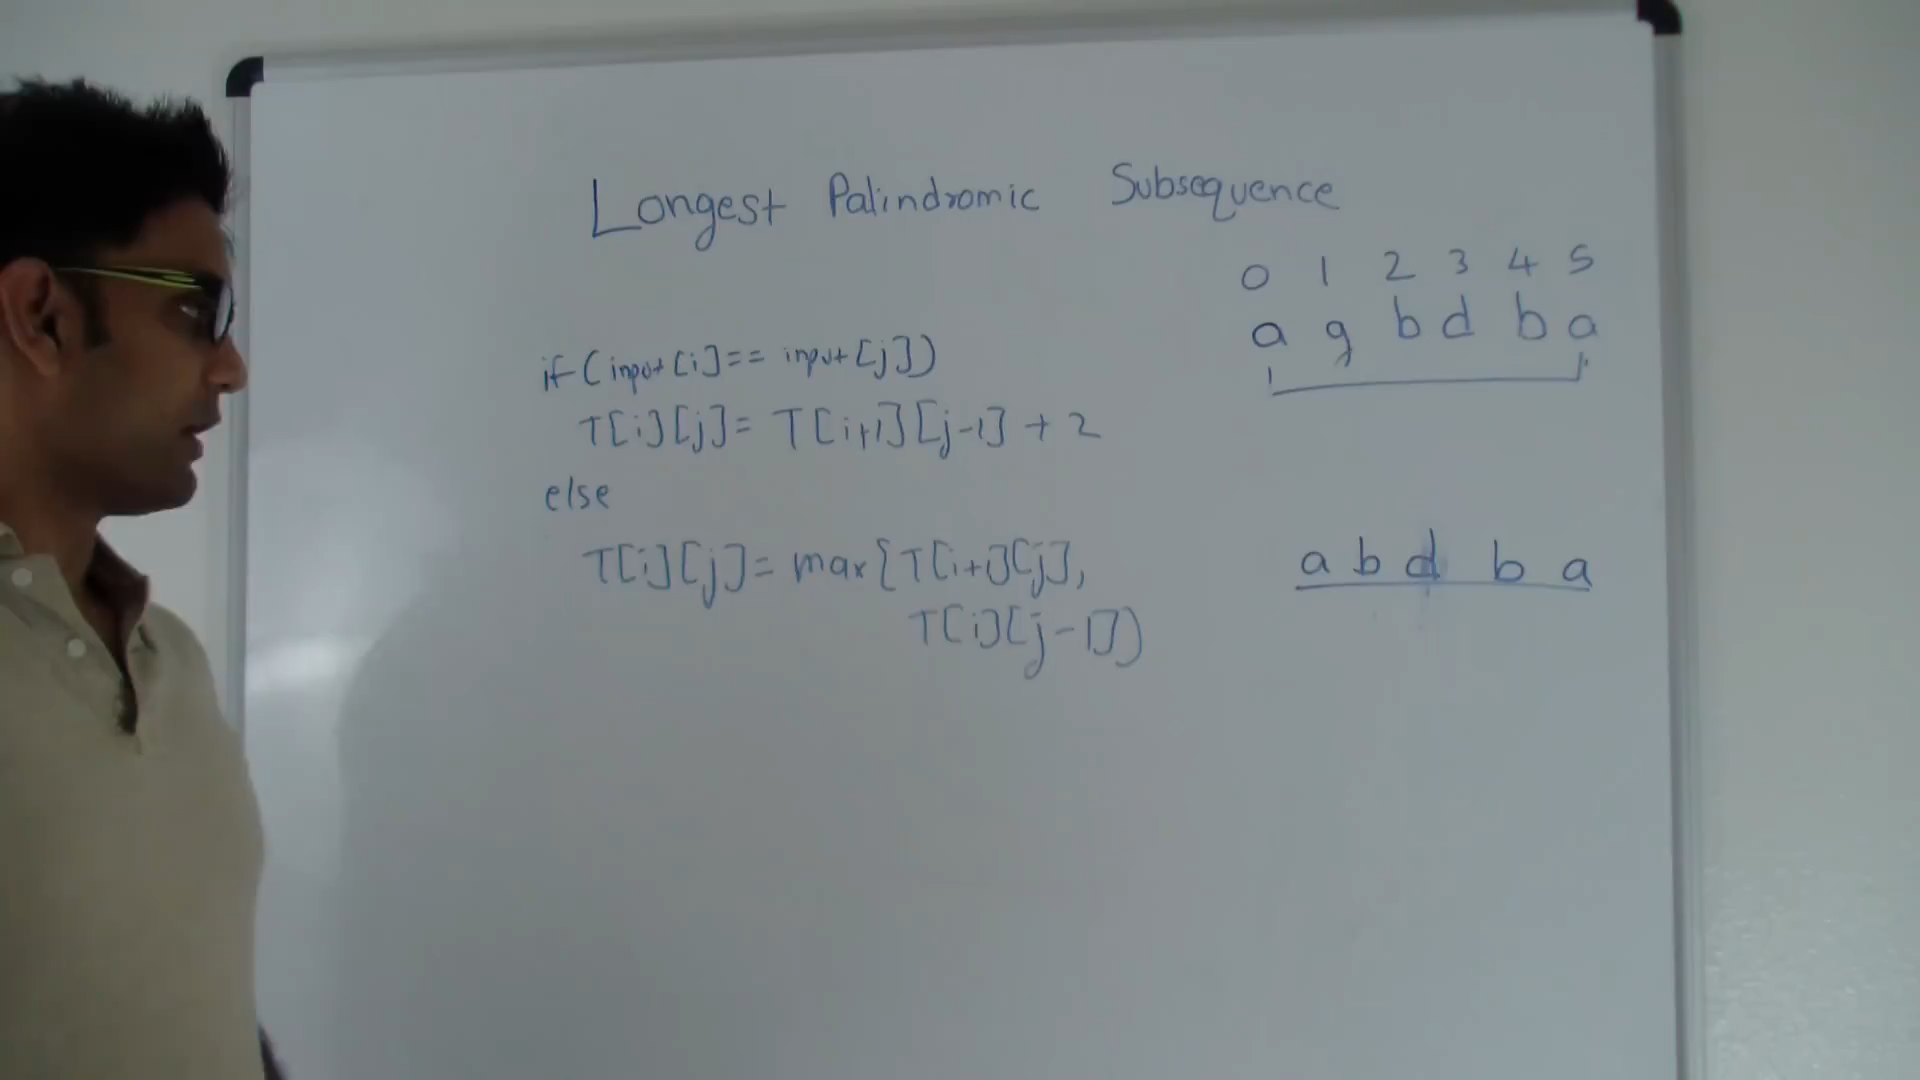 Longest Palindromic Subsequence
0 1 2 3 4 5
a g b d b a
if (input[i]== input[j])
T[i][j]= T[i+1][j-1] + 2
else
T[i][j]= max{T[i+1][j],
T[i][j-1])
a b d b a